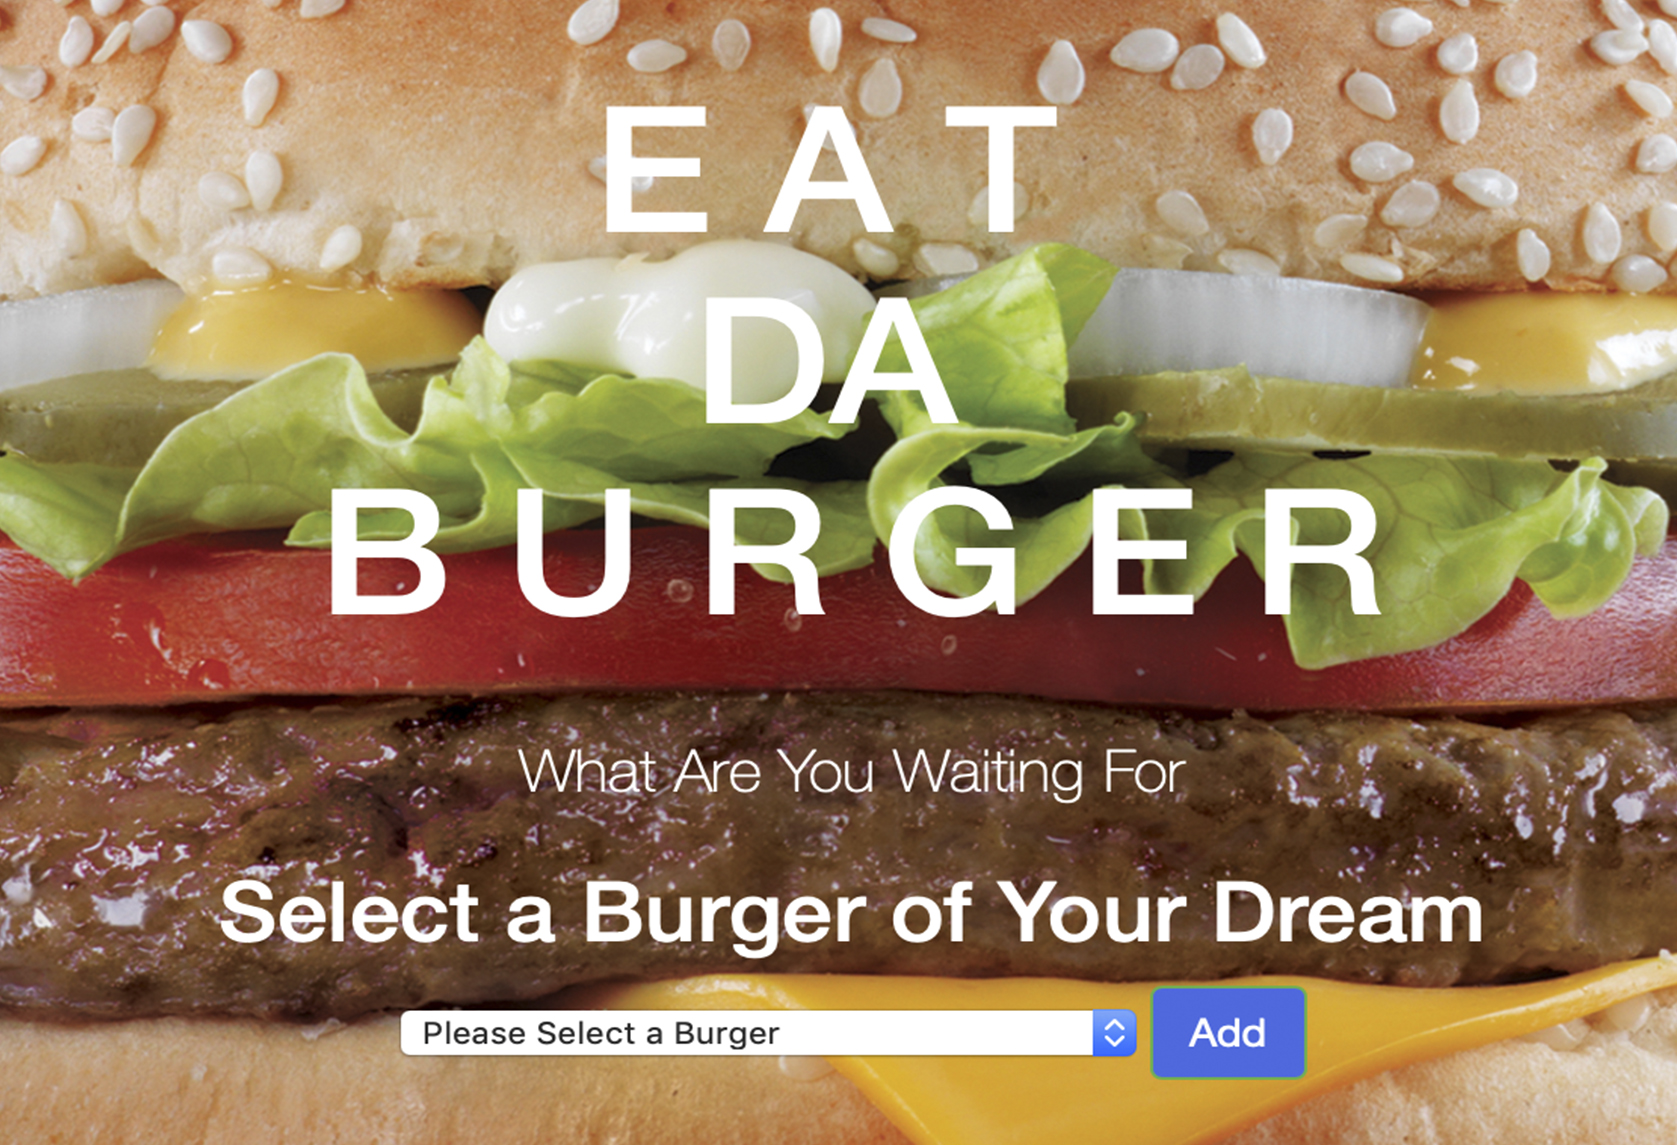 EAT
DA
BURGER
What Are You Waiting For
Select a Burger of Your Dream
Please Select a Burger
Add